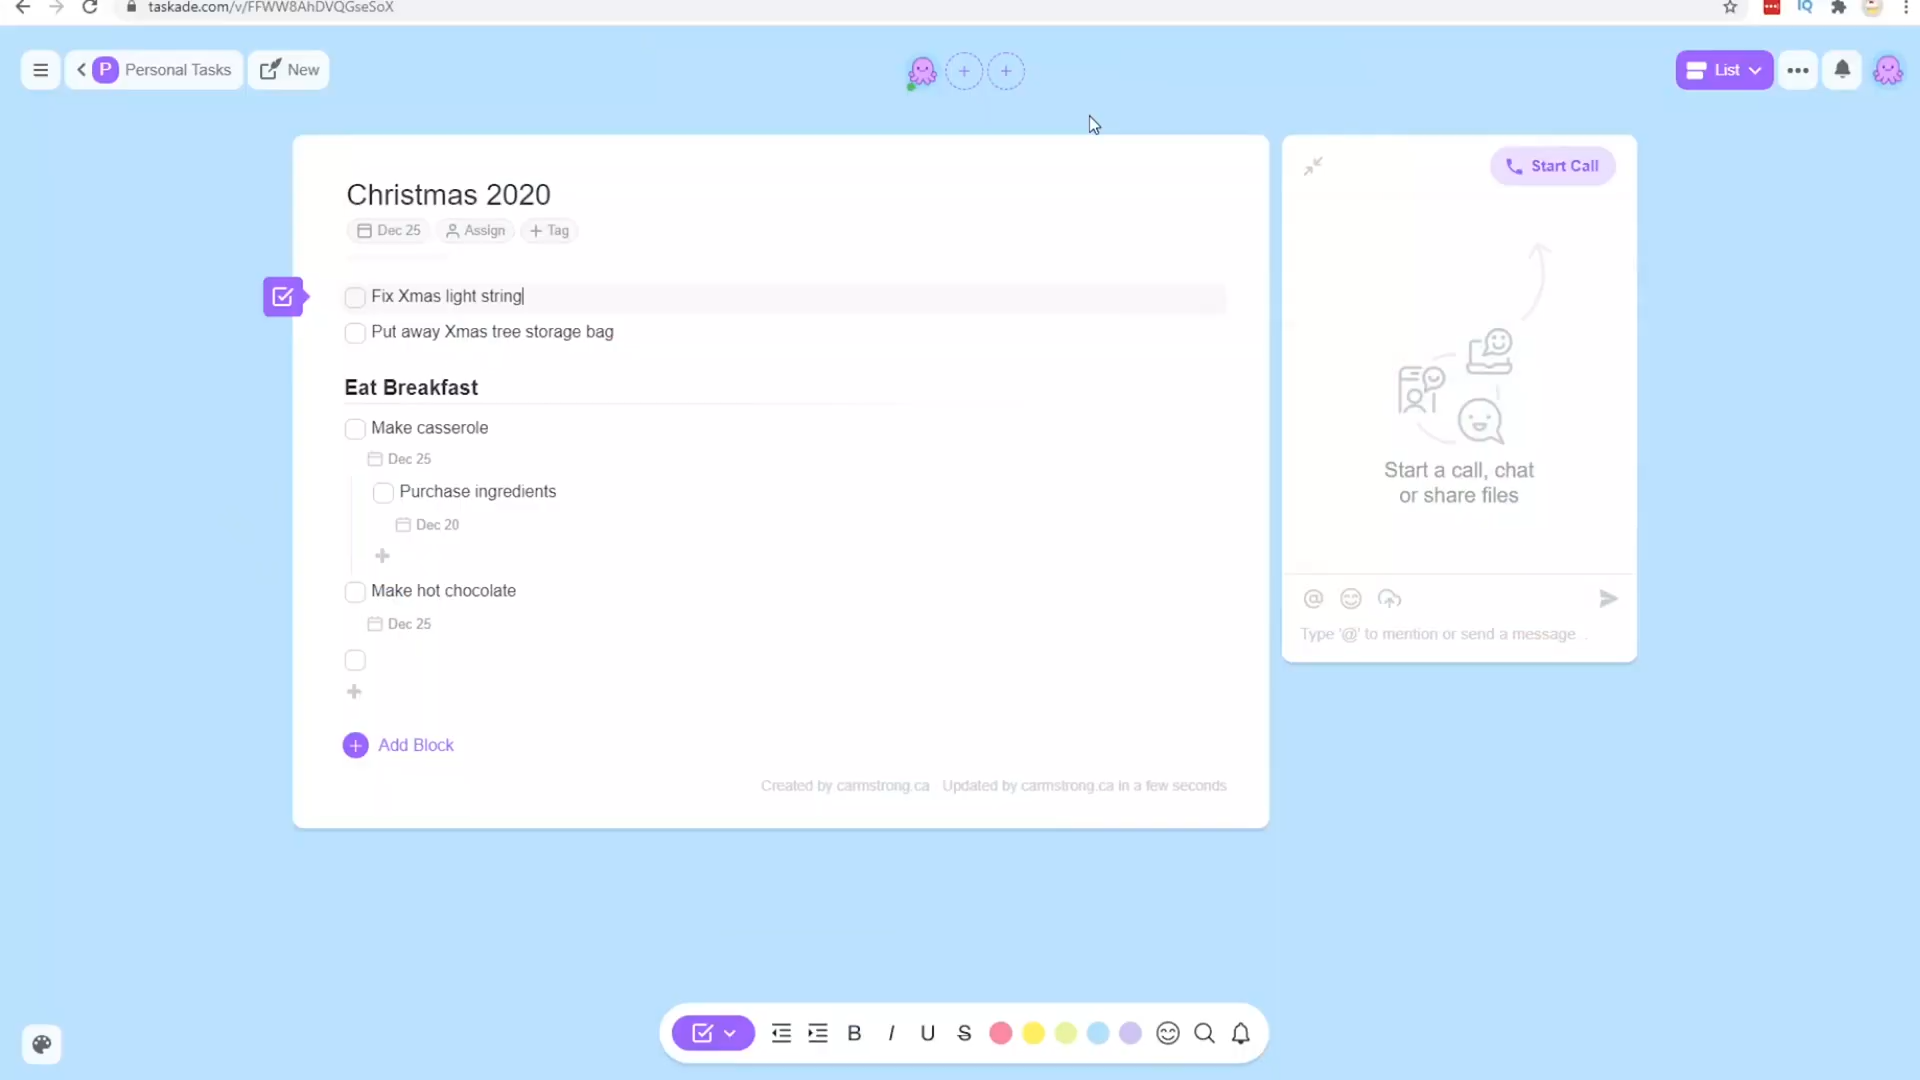 taskade.com/v/FFWW8AhDVQGseSoX
IQ
P Personal Tasks
New
List
Christmas 2020
Dec 25 Assign + Tag
Fix Xmas light string
Put away Xmas tree storage bag
Eat Breakfast
Make casserole
Dec 25
Purchase ingredients
Dec 20
Make hot chocolate
Dec 25
Add Block
Created by carmstrong.ca Updated by carmstrong.ca in a few seconds
Start Call
Start a call, chat
or share files
@
Type '@' to mention or send a message
B I U S